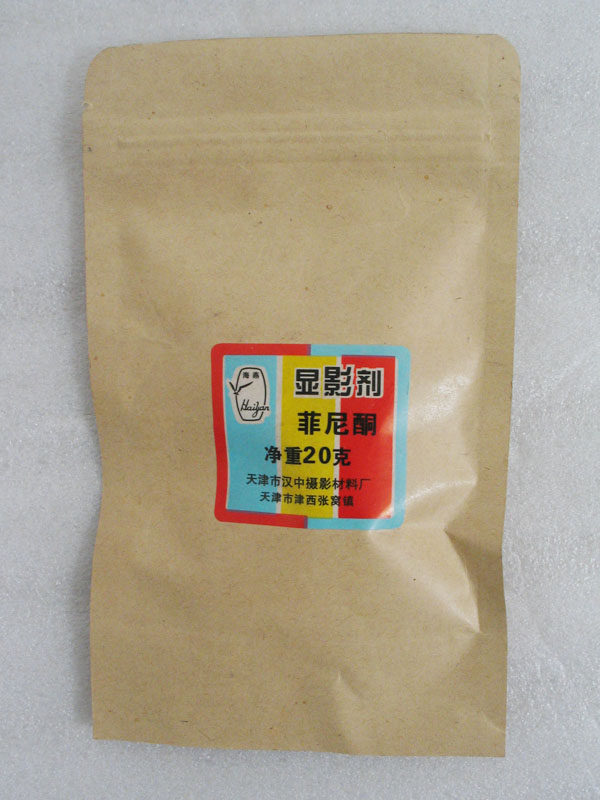 海燕
Haiyan
显影剂
菲尼酮
净重20克
天津市汉中摄影材料厂
天津市津西张窝镇